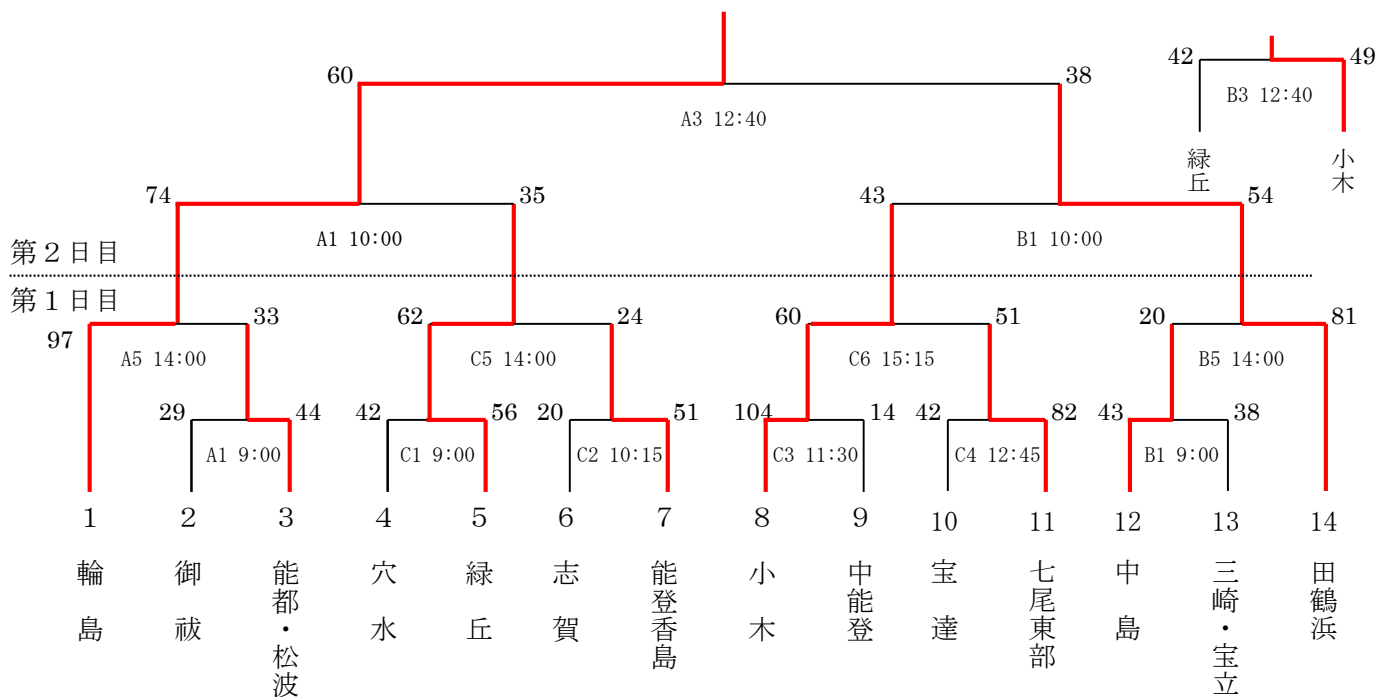 60
38
A3 12:40
42
49
B3 12:40
緑丘
小木
74
35
A1 10:00
43
54
B1 10:00
第2日目
第1日目
97
33
A5 14:00
62
24
C5 14:00
60
51
C6 15:15
20
81
B5 14:00
29
44
A1 9:00
42
56
C1 9:00
20
51
C2 10:15
104
14
C3 11:30
42
82
C4 12:45
43
38
B1 9:00
1
2
3
4
5
6
7
8
9
10
11
12
13
14
輪島
御祓
能都・松波
穴水
緑丘
志賀
能登香島
小木
中能登
宝達
七尾東部
中島
三崎・宝立
田鶴浜